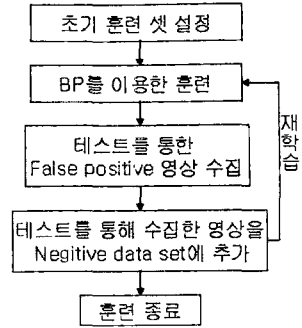 초기 훈련 셋 설정
BP를 이용한 훈련
테스트를 통한
False positive 영상 수집
재학습
테스트를 통해 수집한 영상을
Negitive data set에 추가
훈련 종료